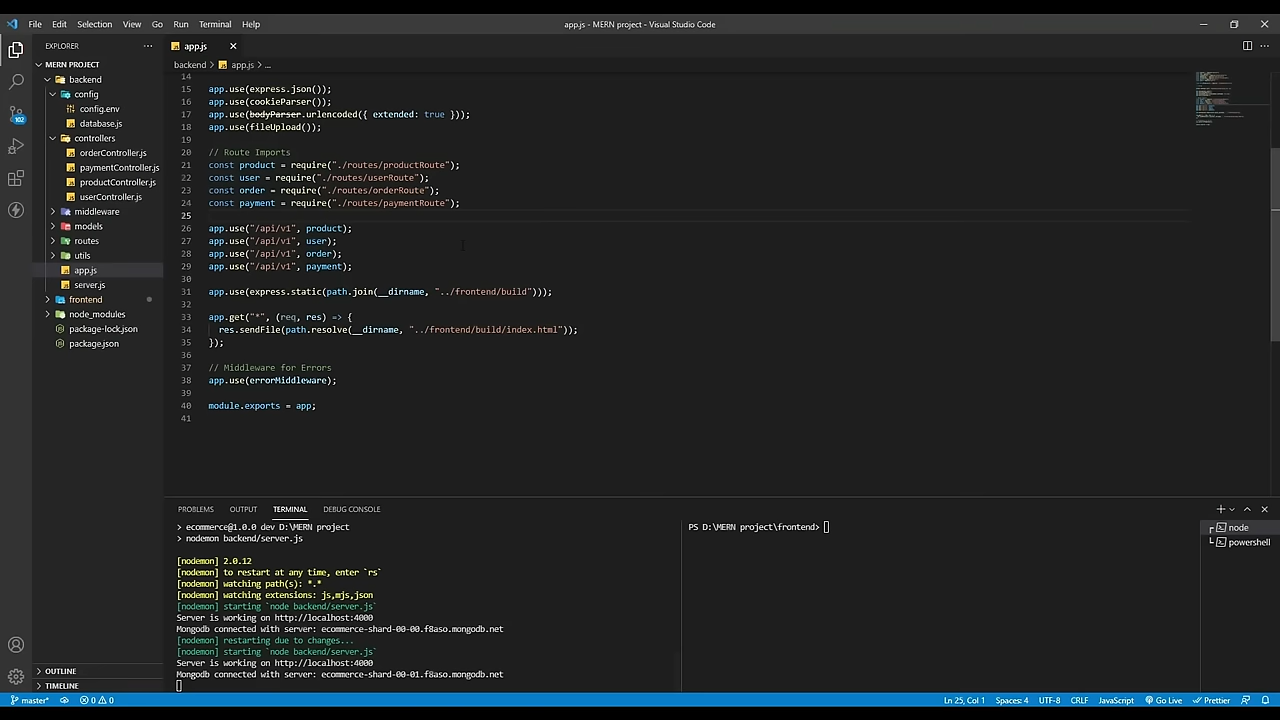 File Edit Selection View Go Run Terminal Help
app.js - MERN project - Visual Studio Code
EXPLORER
MERN PROJECT
backend
config
config.env
database.js
controllers
orderController.js
paymentController.js
productController.js
userController.js
middleware
models
routes
utils
app.js
server.js
frontend
node_modules
package-lock.json
package.json
OUTLINE
TIMELINE
102
app.js
backend > app.js > ...
14
15 app.use(express.json());
16 app.use(cookieParser());
17 app.use(bodyParser.urlencoded({ extended: true }));
18 app.use(fileUpload());
19
20 // Route Imports
21 const product = require("./routes/productRoute");
22 const user = require("./routes/userRoute");
23 const order = require("./routes/orderRoute");
24 const payment = require("./routes/paymentRoute");
25
26 app.use("/api/v1", product);
27 app.use("/api/v1", user);
28 app.use("/api/v1", order);
29 app.use("/api/v1", payment);
30
31 app.use(express.static(path.join(__dirname, "../frontend/build")));
32
33 app.get("*", (req, res) => {
34 res.sendFile(path.resolve(__dirname, "../frontend/build/index.html"));
35 });
36
37 // Middleware for Errors
38 app.use(errorMiddleware);
39
40 module.exports = app;
41
PROBLEMS OUTPUT TERMINAL DEBUG CONSOLE
> ecommerce@1.0.0 dev D:\MERN project
> nodemon backend/server.js
[nodemon] 2.0.12
[nodemon] to restart at any time, enter `rs`
[nodemon] watching path(s): *.*
[nodemon] watching extensions: js,mjs,json
[nodemon] starting `node backend/server.js`
Server is working on http://localhost:4000
Mongodb connected with server: ecommerce-shard-00-00.f8aso.mongodb.net
[nodemon] restarting due to changes...
[nodemon] starting `node backend/server.js`
Server is working on http://localhost:4000
Mongodb connected with server: ecommerce-shard-00-01.f8aso.mongodb.net
PS D:\MERN project\frontend>
node
powershell
master* 0 0
Ln 25, Col 1 Spaces: 4 UTF-8 CRLF JavaScript Go Live Prettier